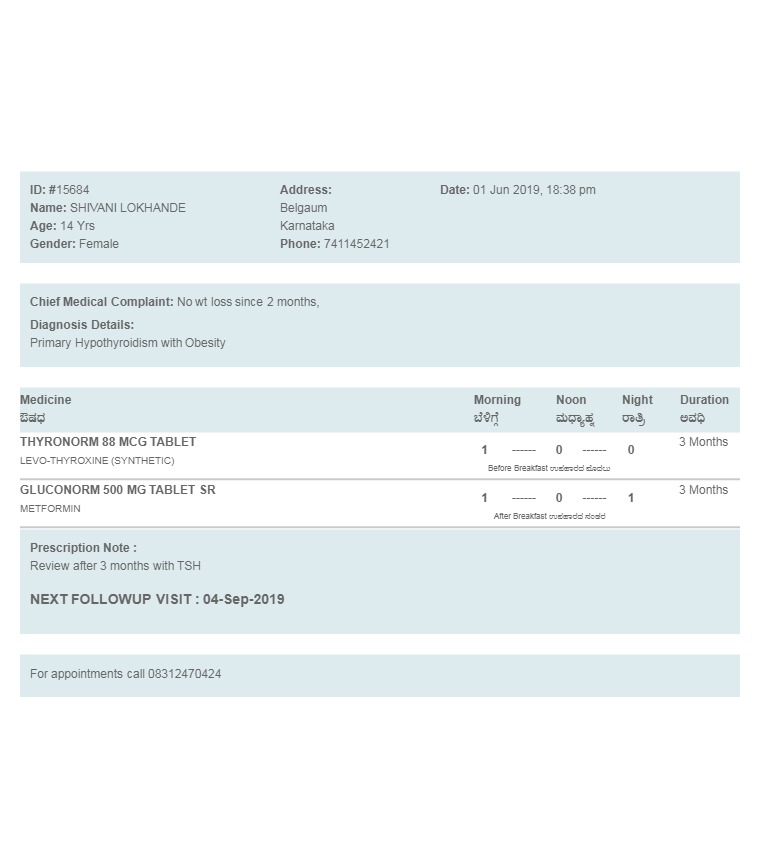 ID: #15684
Name: SHIVANI LOKHANDE
Age: 14 Yrs
Gender: Female
Address:
Belgaum
Karnataka
Phone: 7411452421
Date: 01 Jun 2019, 18:38 pm
Chief Medical Complaint: No wt loss since 2 months,
Diagnosis Details:
Primary Hypothyroidism with Obesity
Medicine Morning Noon Night Duration
ಔಷಧ ಬೆಳಿಗ್ಗೆ ಮಧ್ಯಾಹ್ನ ರಾತ್ರಿ ಅವಧಿ
THYRONORM 88 MCG TABLET 1 ------ 0 ------ 0 3 Months
LEVO-THYROXINE (SYNTHETIC) Before Breakfast ಉಪಹಾರದ ಮೊದಲು
GLUCONORM 500 MG TABLET SR 1 ------ 0 ------ 1 3 Months
METFORMIN After Breakfast ಉಪಹಾರದ ನಂತರ
Prescription Note :
Review after 3 months with TSH
NEXT FOLLOWUP VISIT : 04-Sep-2019
For appointments call 08312470424